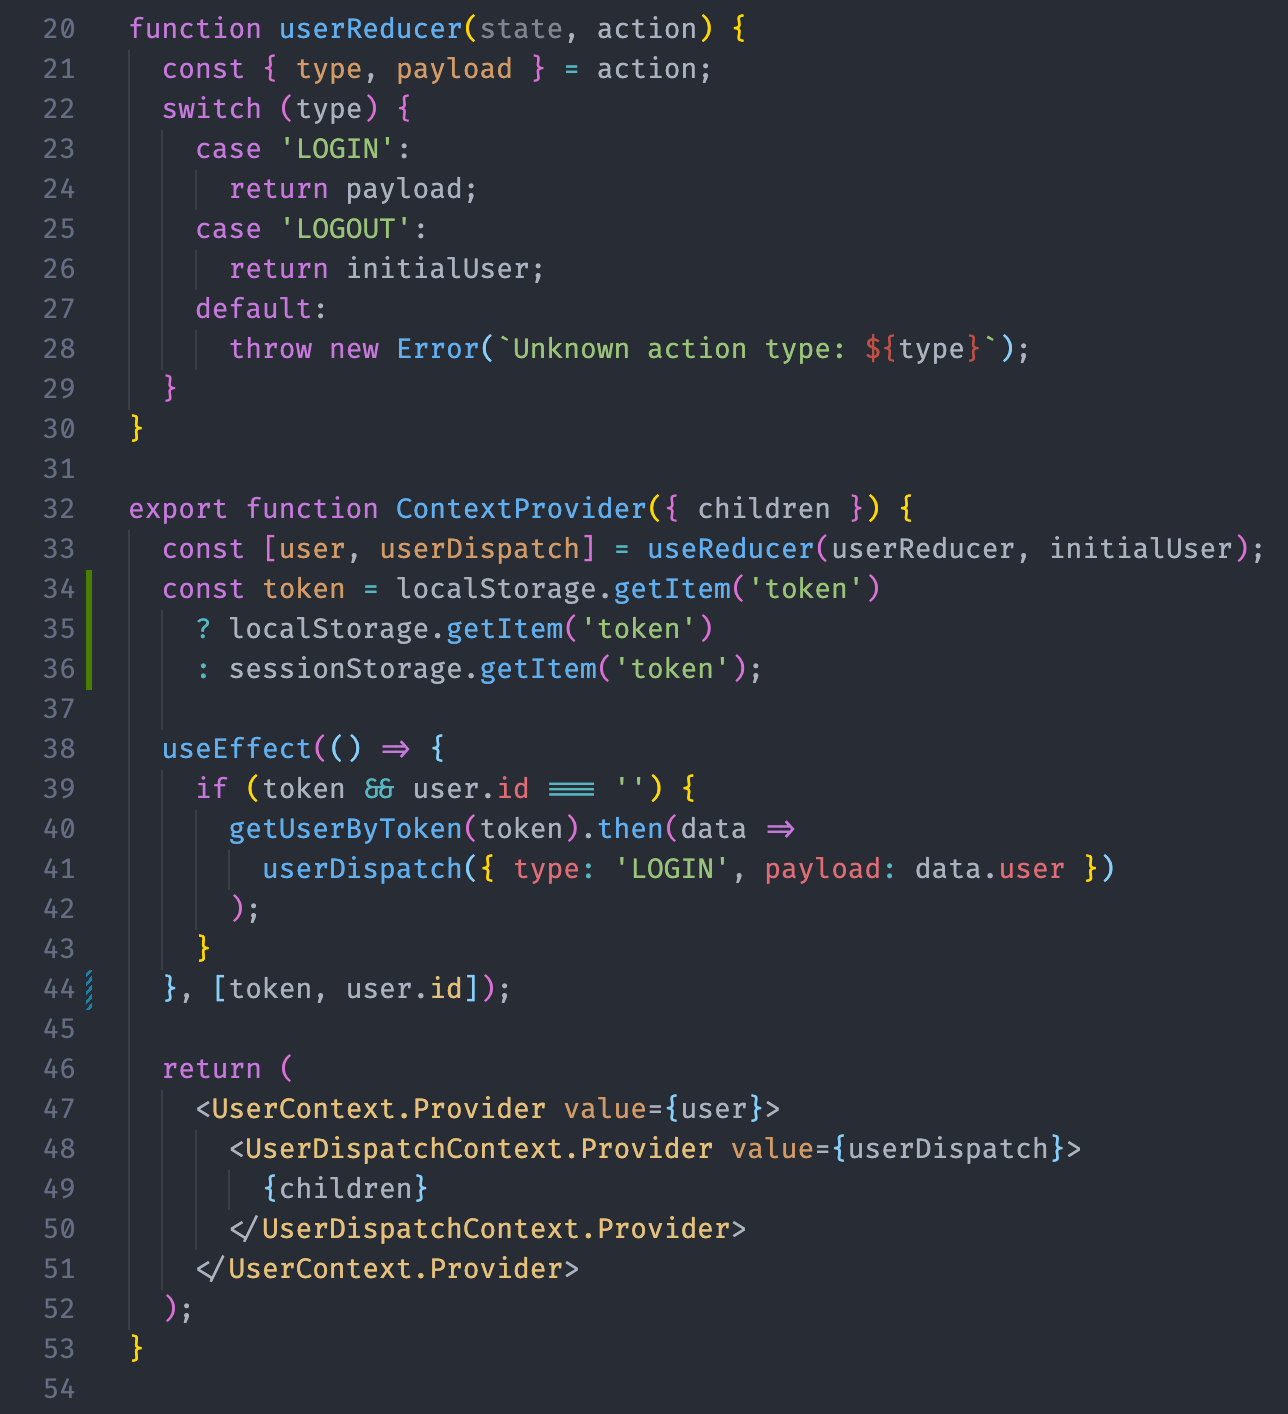 20 function userReducer(state, action) {
21   const { type, payload } = action;
22   switch (type) {
23     case 'LOGIN':
24       return payload;
25     case 'LOGOUT':
26       return initialUser;
27     default:
28       throw new Error(`Unknown action type: ${type}`);
29   }
30 }
31
32 export function ContextProvider({ children }) {
33   const [user, userDispatch] = useReducer(userReducer, initialUser);
34   const token = localStorage.getItem('token')
35     ? localStorage.getItem('token')
36     : sessionStorage.getItem('token');
37
38   useEffect(() => {
39     if (token && user.id === '') {
40       getUserByToken(token).then(data =>
41         userDispatch({ type: 'LOGIN', payload: data.user })
42       );
43     }
44   }, [token, user.id]);
45
46   return (
47     <UserContext.Provider value={user}>
48       <UserDispatchContext.Provider value={userDispatch}>
49         {children}
50       </UserDispatchContext.Provider>
51     </UserContext.Provider>
52   );
53 }
54